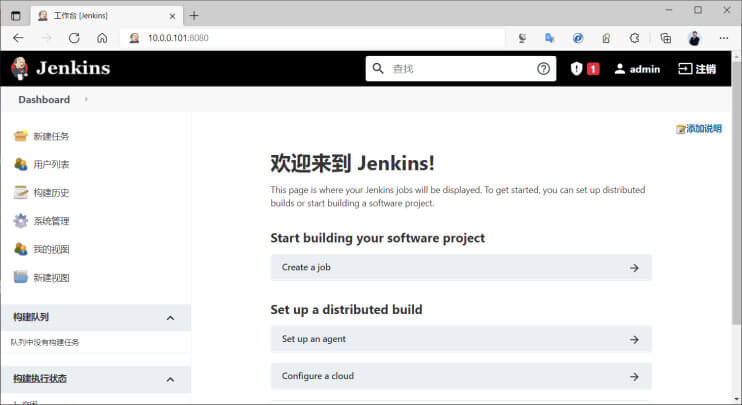 工作台 [Jenkins]
10.0.0.101:8080
Jenkins
查找
1
admin
注销
Dashboard
添加说明
新建任务
用户列表
构建历史
系统管理
我的视图
新建视图
构建队列
队列中没有构建任务
构建执行状态
欢迎来到 Jenkins!
This page is where your Jenkins jobs will be displayed. To get started, you can set up distributed
builds or start building a software project.
Start building your software project
Create a job
Set up a distributed build
Set up an agent
Configure a cloud